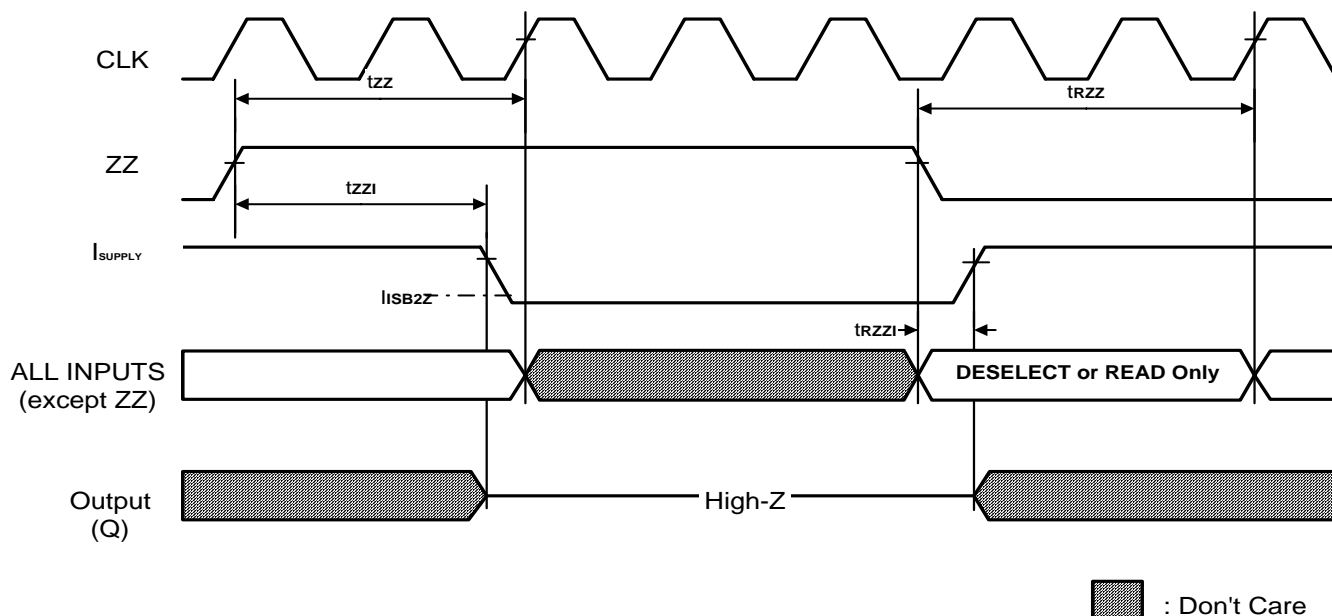 CLK
tZZ
tRZZ
ZZ
tZZI
ISUPPLY
IISB2Z
tRZZI
ALL INPUTS
(except ZZ)
DESELECT or READ Only
Output
(Q)
High-Z
: Don't Care